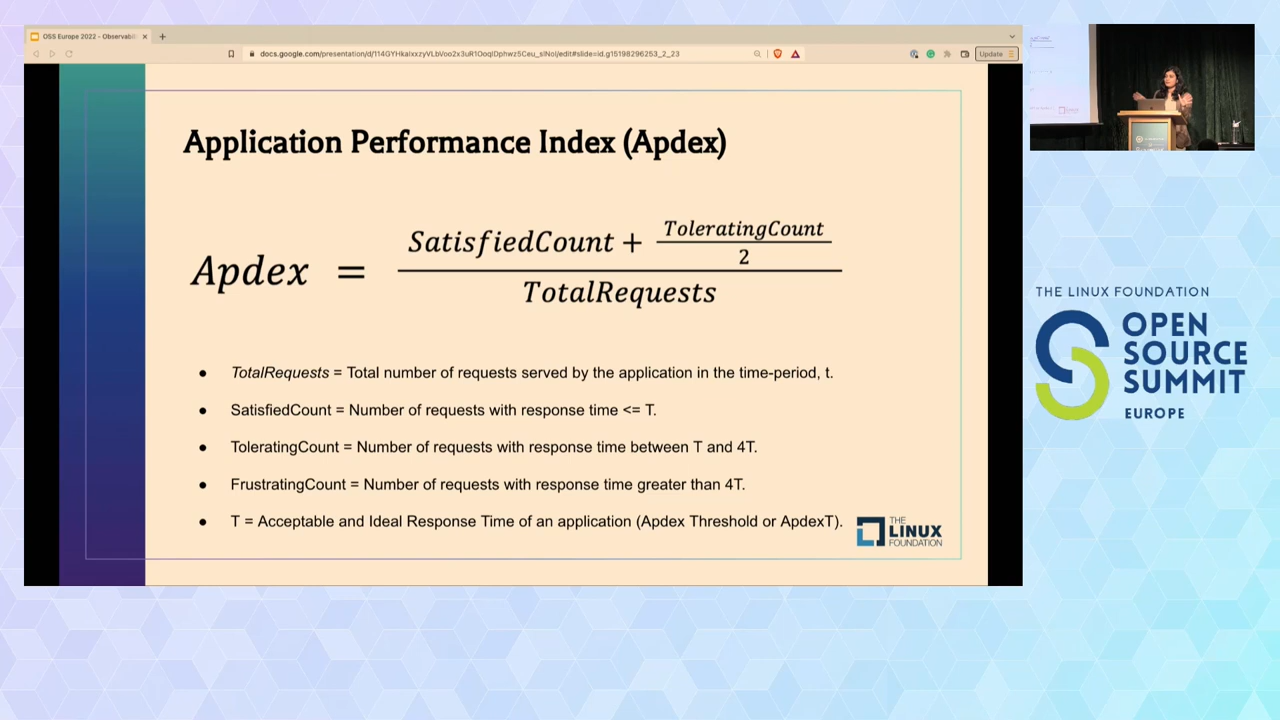 OSS Europe 2022 - Observabil
docs.google.com/presentation/d/114GYHkaIxxzyVLbVoo2x3uR1OoqIDphwz5Ceu_slNoI/edit#slide=id.g15198296253_2_23
Update
Application Performance Index (Apdex)
Apdex = (SatisfiedCount + ToleratingCount / 2) / TotalRequests
● TotalRequests = Total number of requests served by the application in the time-period, t.
● SatisfiedCount = Number of requests with response time <= T.
● ToleratingCount = Number of requests with response time between T and 4T.
● FrustratingCount = Number of requests with response time greater than 4T.
● T = Acceptable and Ideal Response Time of an application (Apdex Threshold or ApdexT).
THE
LINUX
FOUNDATION
THE LINUX FOUNDATION
OPEN
SOURCE
SUMMIT
EUROPE